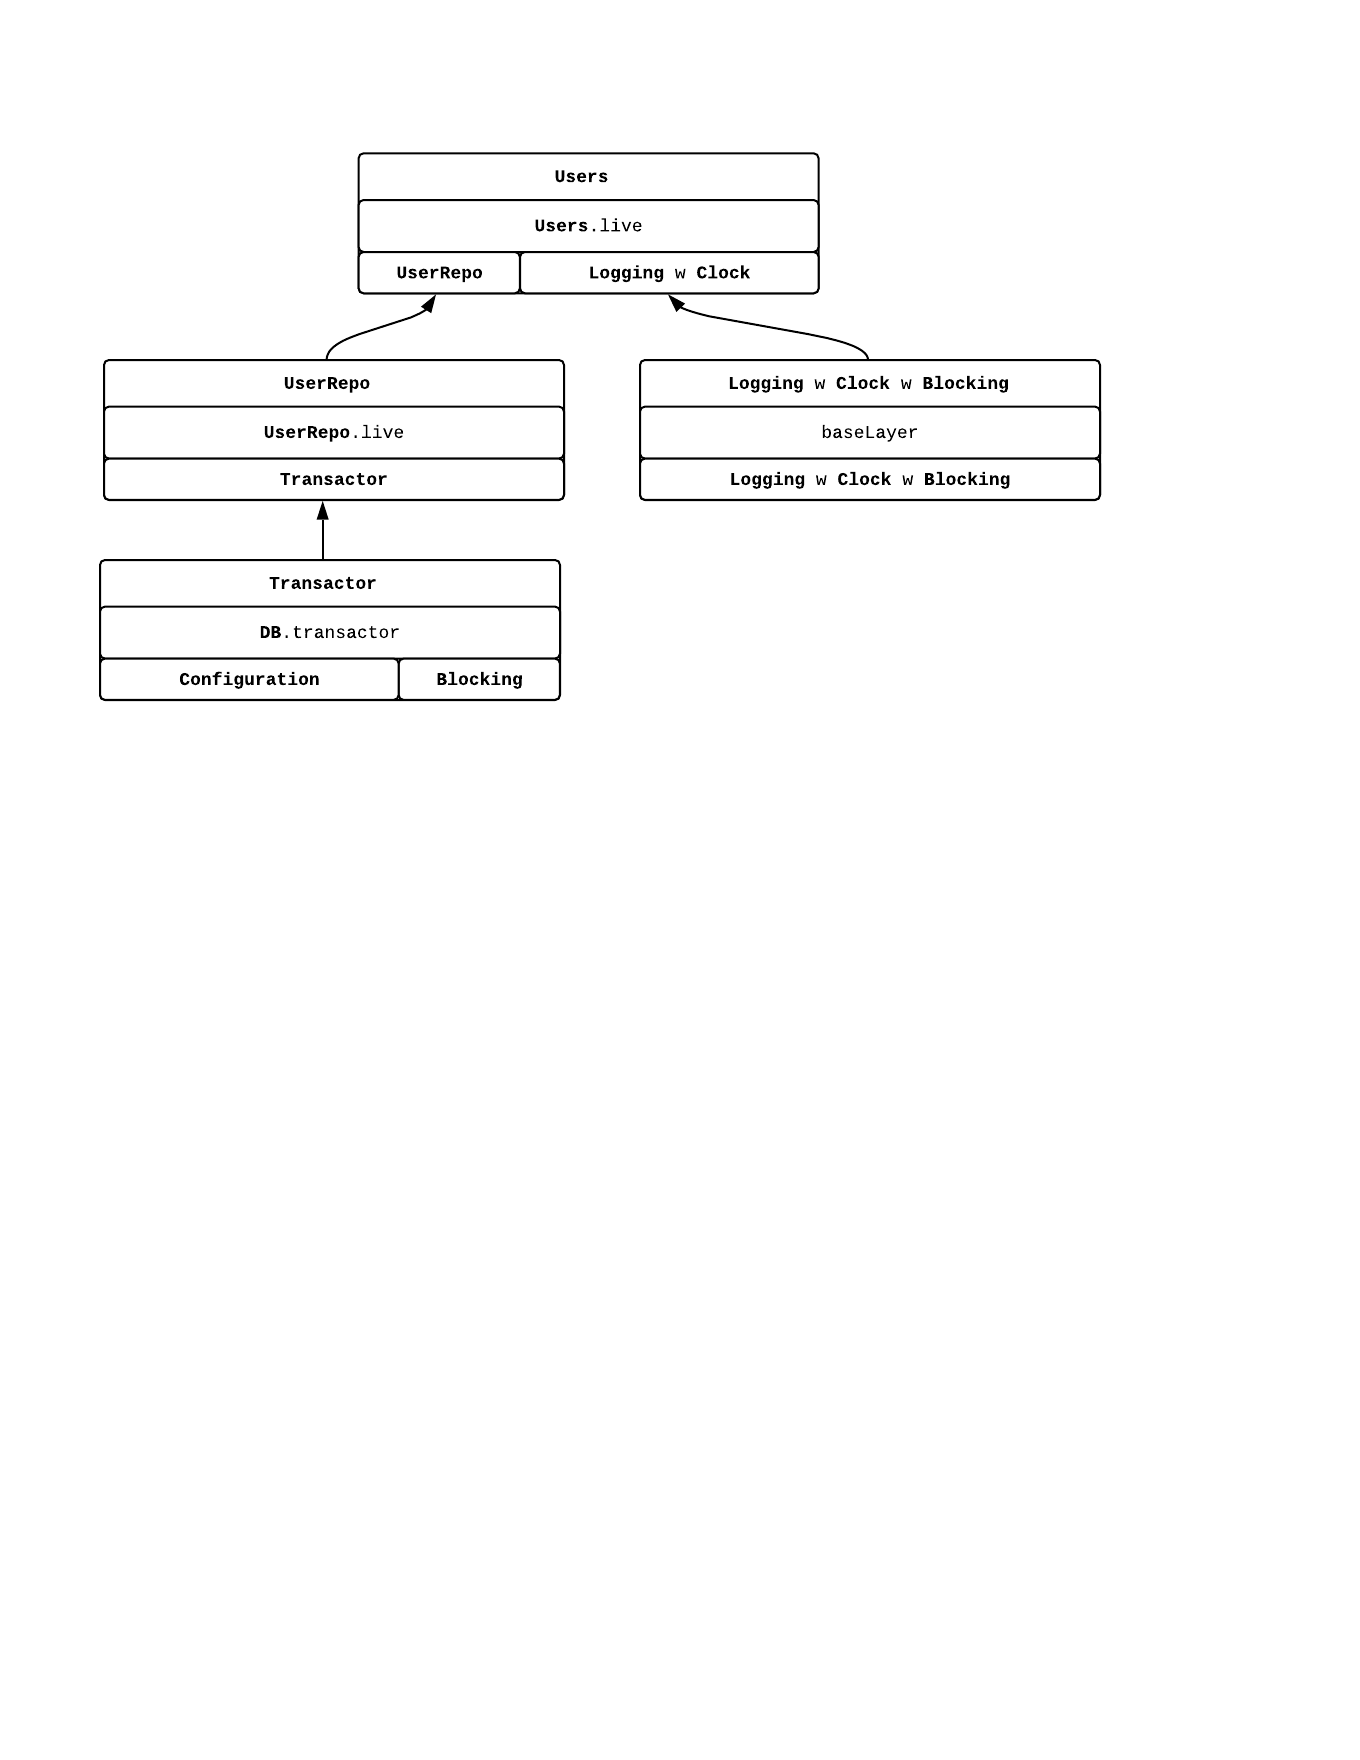 Users
Users.live
UserRepo
Logging w Clock
UserRepo
UserRepo.live
Transactor
Logging w Clock w Blocking
baseLayer
Logging w Clock w Blocking
Transactor
DB.transactor
Configuration
Blocking